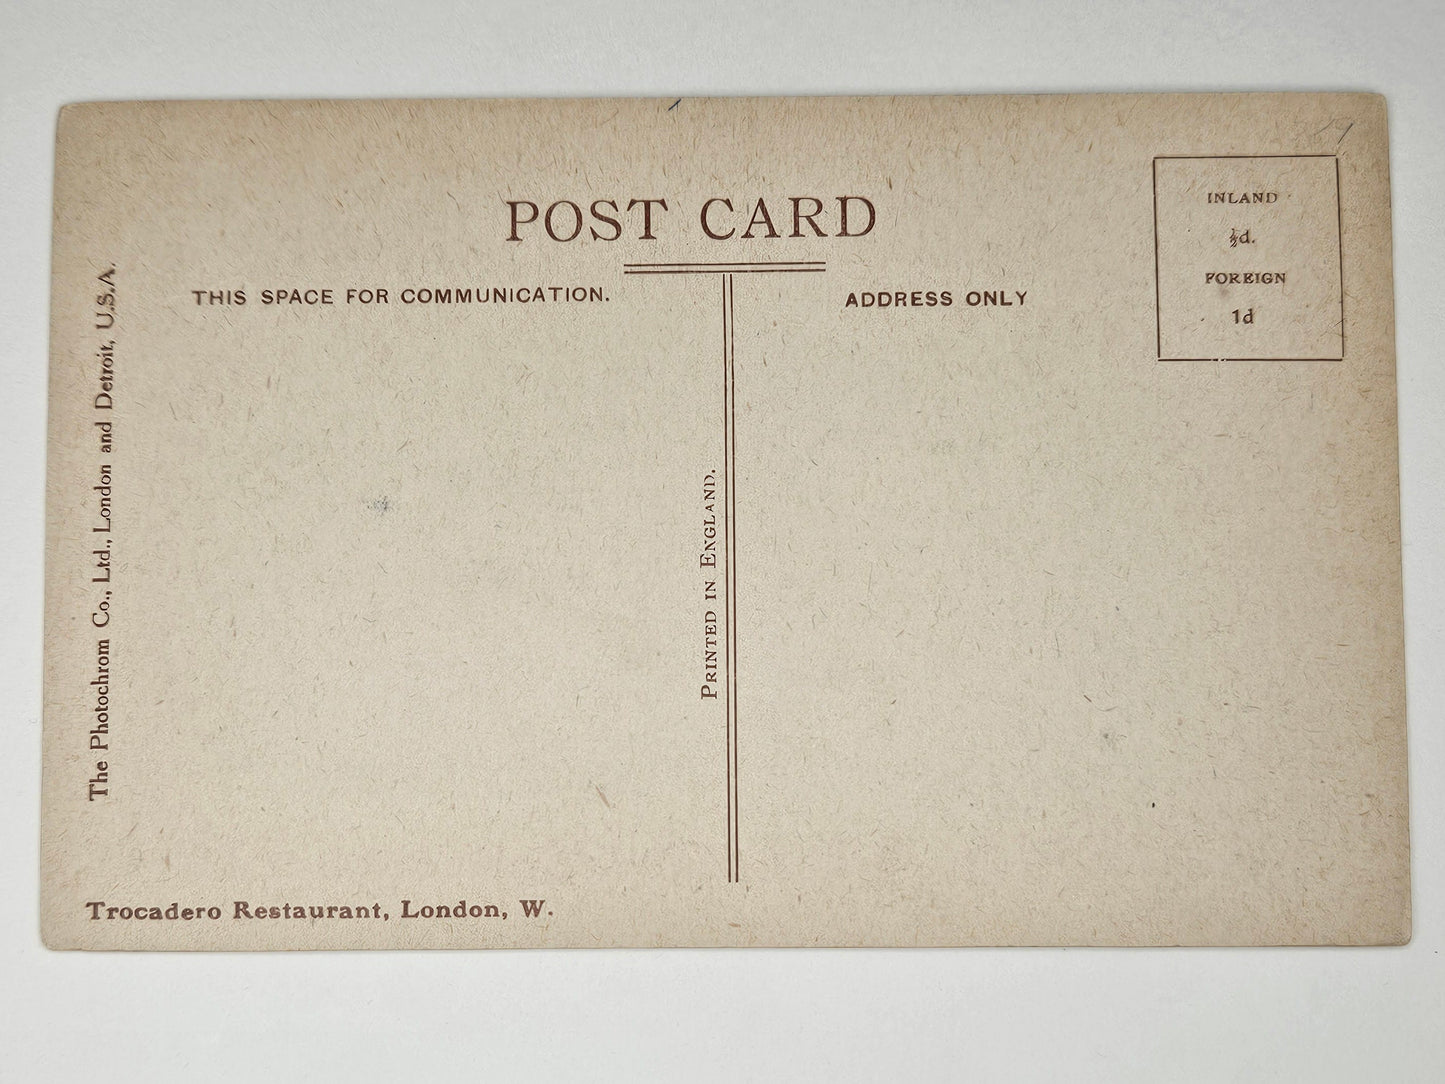 POST CARD
THIS SPACE FOR COMMUNICATION.
ADDRESS ONLY
INLAND
½d.
FOREIGN
1d
The Photochrom Co., Ltd., London and Detroit, U.S.A.
PRINTED IN ENGLAND.
Trocadero Restaurant, London, W.